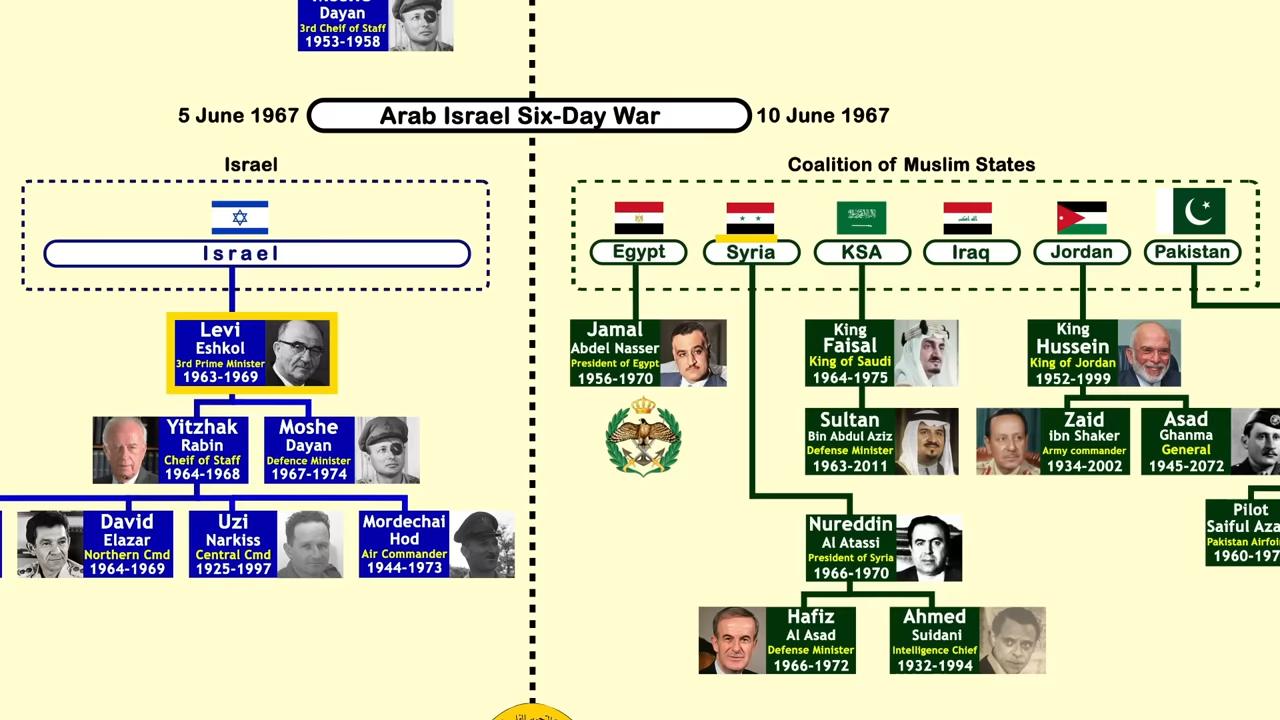 Dayan
3rd Cheif of Staff
1953-1958
5 June 1967
Arab Israel Six-Day War
10 June 1967
Israel
Coalition of Muslim States
Israel
Egypt
Syria
KSA
Iraq
Jordan
Pakistan
Levi
Eshkol
3rd Prime Minister
1963-1969
Jamal
Abdel Nasser
President of Egypt
1956-1970
King
Faisal
King of Saudi
1964-1975
King
Hussein
King of Jordan
1952-1999
Yitzhak
Rabin
Cheif of Staff
1964-1968
Moshe
Dayan
Defence Minister
1967-1974
Sultan
Bin Abdul Aziz
Defense Minister
1963-2011
Zaid
ibn Shaker
Army commander
1934-2002
Asad
Ghanma
General
1945-2072
David
Elazar
Northern Cmd
1964-1969
Uzi
Narkiss
Central Cmd
1925-1997
Mordechai
Hod
Air Commander
1944-1973
Nureddin
Al Atassi
President of Syria
1966-1970
Pilot
Saiful Aza
Pakistan Airfo
1960-197
Hafiz
Al Asad
Defense Minister
1966-1972
Ahmed
Suidani
Intelligence Chief
1932-1994